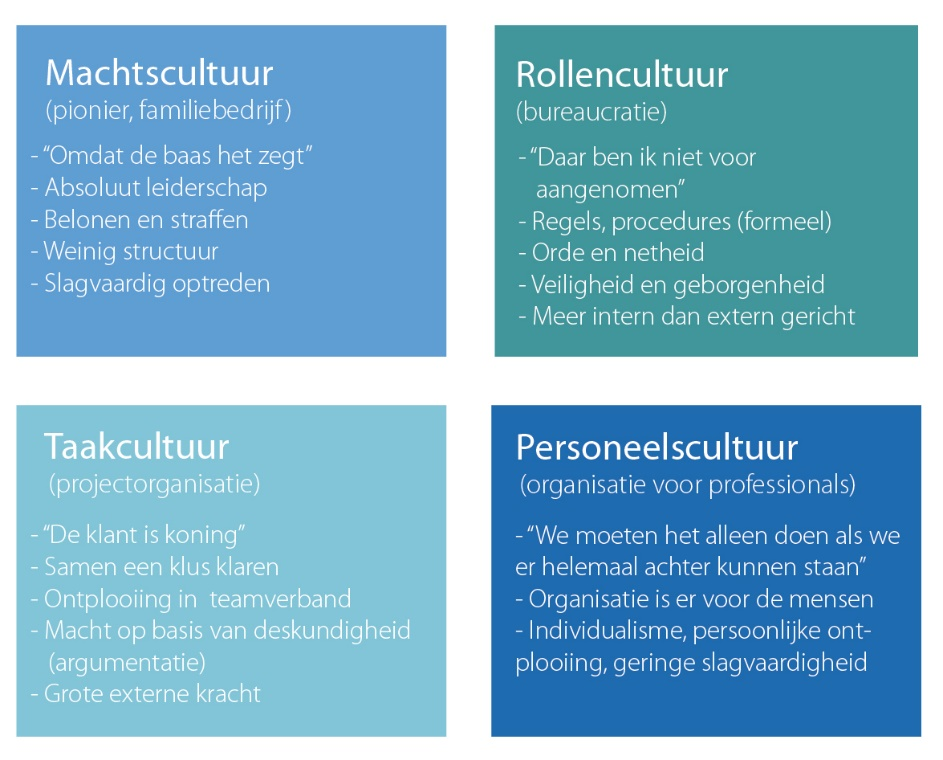 Machtscultuur
(pionier, familiebedrijf)
- “Omdat de baas het zegt”
- Absoluut leiderschap
- Belonen en straffen
- Weinig structuur
- Slagvaardig optreden
Rollencultuur
(bureaucratie)
- “Daar ben ik niet voor
aangenomen”
- Regels, procedures (formeel)
- Orde en netheid
- Veiligheid en geborgenheid
- Meer intern dan extern gericht
Taakcultuur
(projectorganisatie)
- “De klant is koning”
- Samen een klus klaren
- Ontplooiing in teamverband
- Macht op basis van deskundigheid
(argumentatie)
- Grote externe kracht
Personeelscultuur
(organisatie voor professionals)
- “We moeten het alleen doen als we
er helemaal achter kunnen staan”
- Organisatie is er voor de mensen
- Individualisme, persoonlijke ont-
plooiing, geringe slagvaardigheid